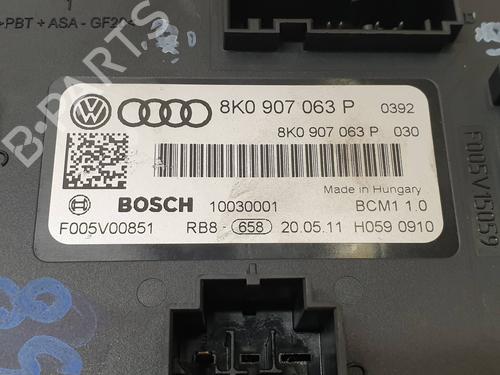 1
>PBT + ASA - GF20<
B-PARTS
8K0 907 063 P 0392
8K0 907 063 P 030
Made in Hungary
BOSCH 10030001 BCM1 1.0
F005V00851 RB8 - 658 20.05.11 H059 0910
F005V15059